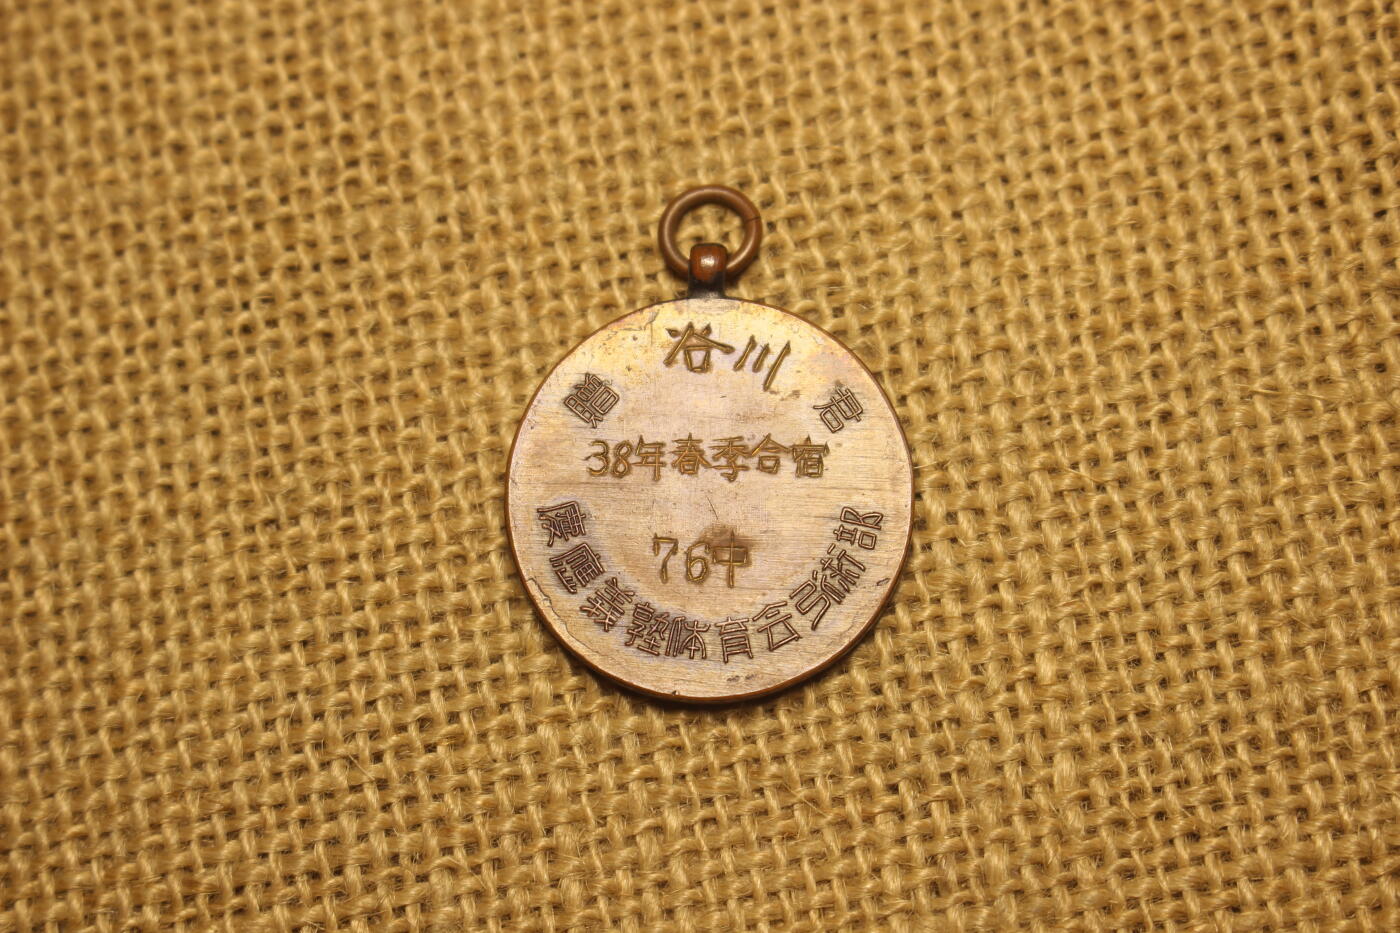 谷川
贈 君
38年春季合宿
76中
慶應義塾体育会弓術部